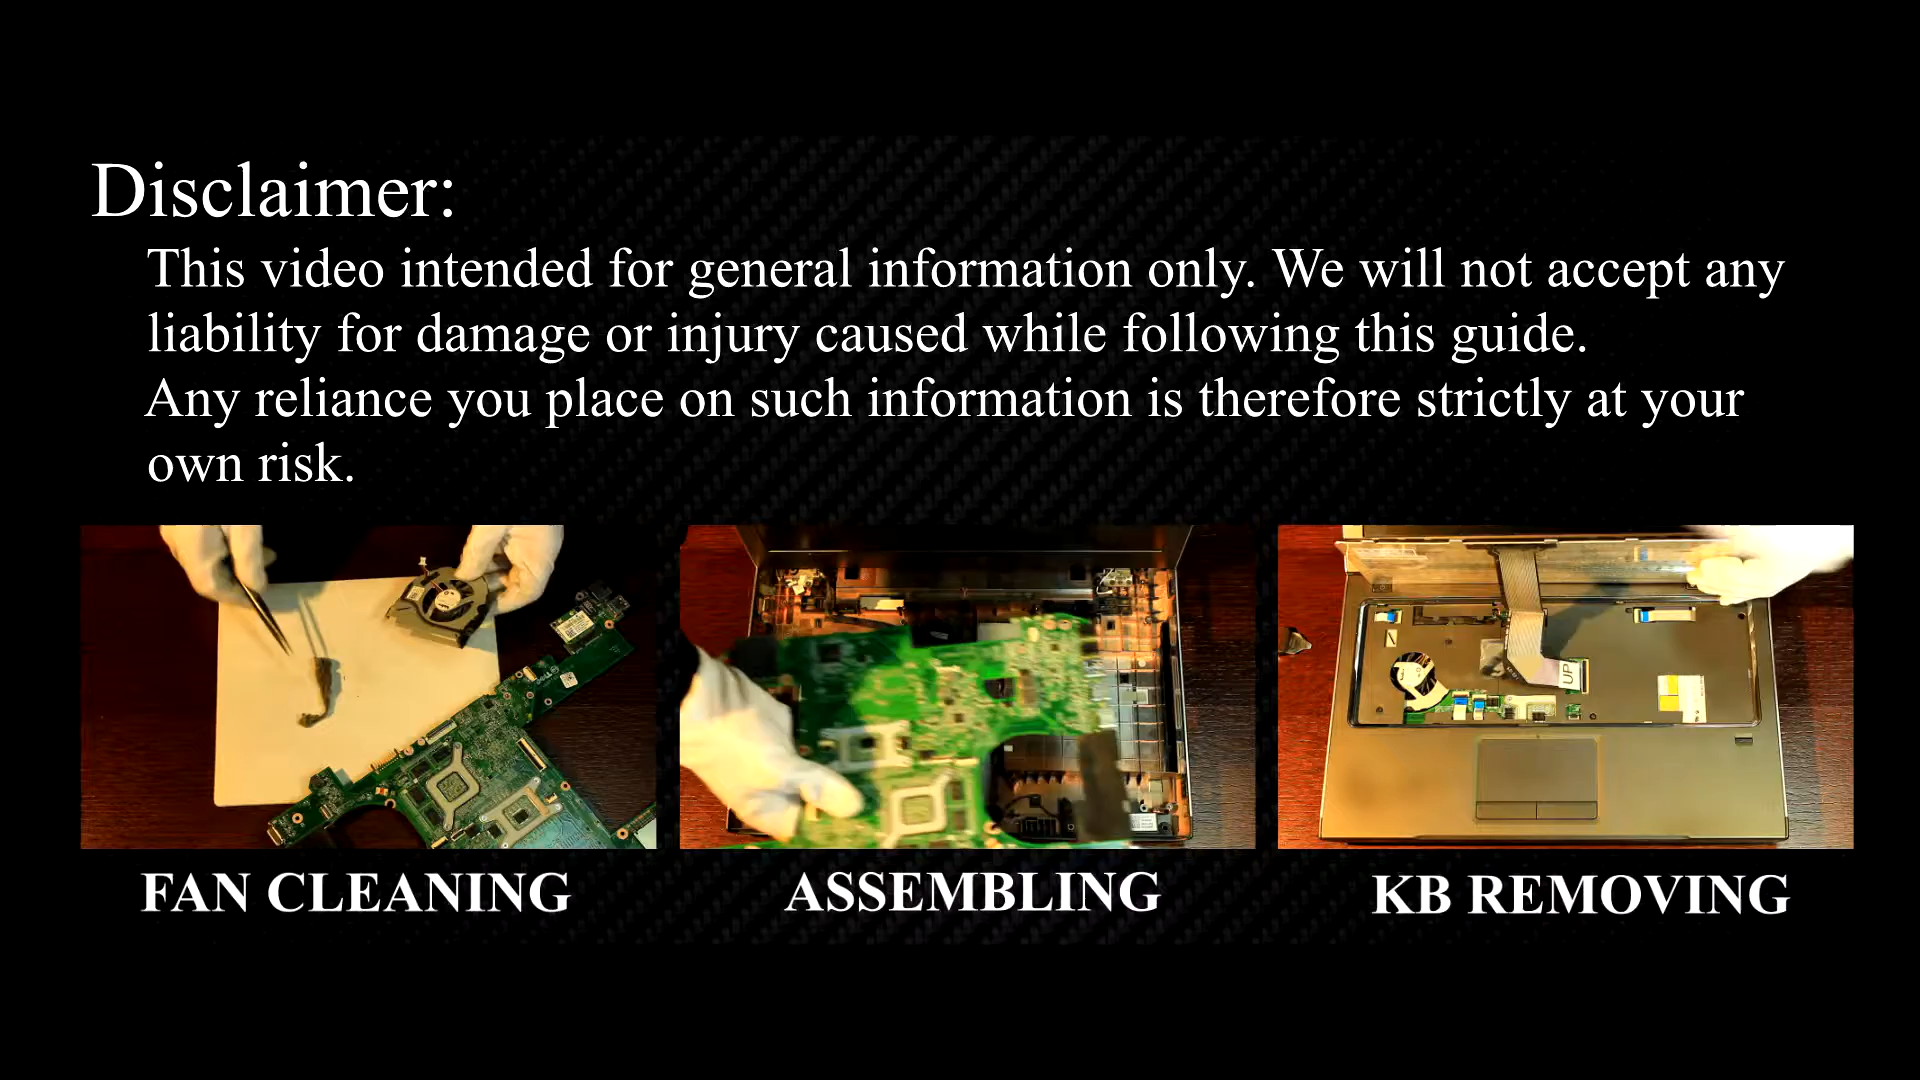 Disclaimer:
This video intended for general information only. We will not accept any
liability for damage or injury caused while following this guide.
Any reliance you place on such information is therefore strictly at your
own risk.
UP
FAN CLEANING
ASSEMBLING
KB REMOVING